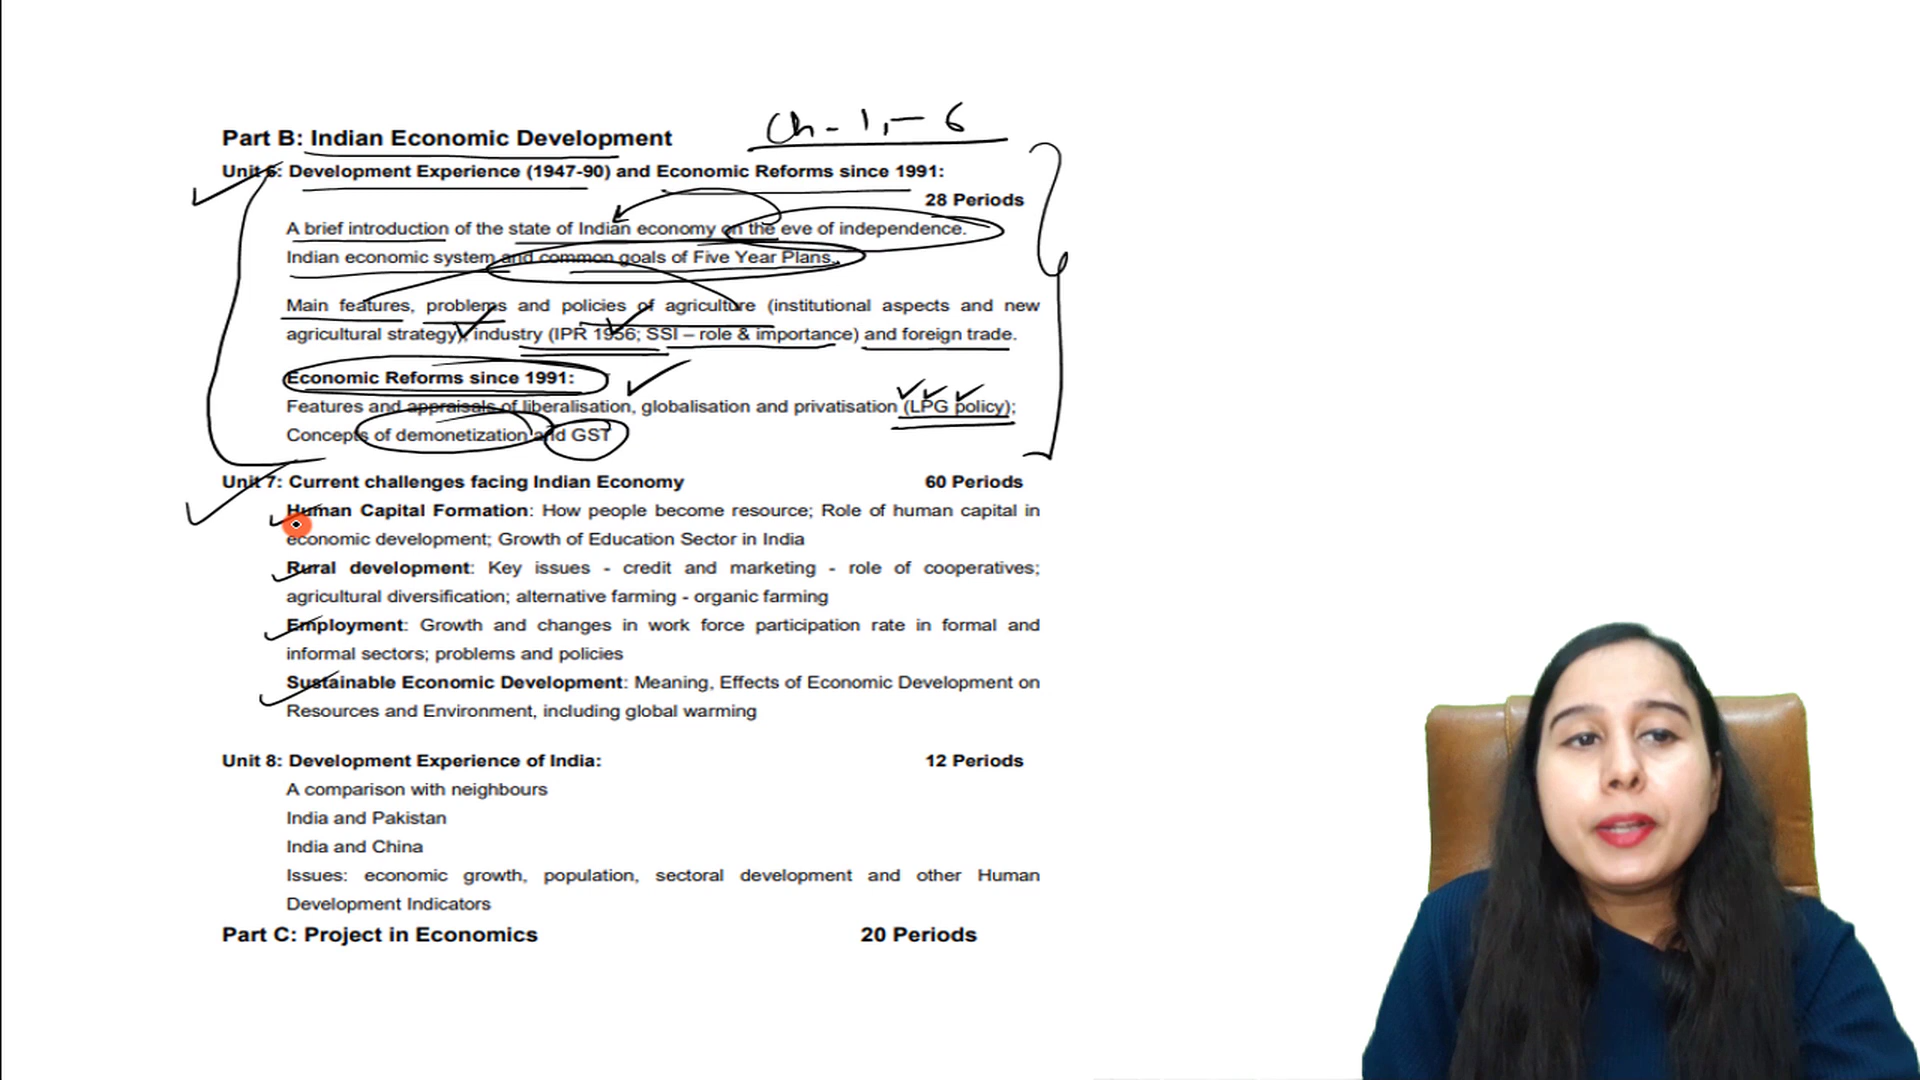 Ch - 1, - 6
Part B: Indian Economic Development
Unit 6: Development Experience (1947-90) and Economic Reforms since 1991:
28 Periods
A brief introduction of the state of Indian economy on the eve of independence.
Indian economic system and common goals of Five Year Plans.
Main features, problems and policies of agriculture (institutional aspects and new
agricultural strategy), industry (IPR 1956; SSI – role & importance) and foreign trade.
Economic Reforms since 1991:
Features and appraisals of liberalisation, globalisation and privatisation (LPG policy);
Concepts of demonetization and GST
Unit 7: Current challenges facing Indian Economy 60 Periods
Human Capital Formation: How people become resource; Role of human capital in
economic development; Growth of Education Sector in India
Rural development: Key issues - credit and marketing - role of cooperatives;
agricultural diversification; alternative farming - organic farming
Employment: Growth and changes in work force participation rate in formal and
informal sectors; problems and policies
Sustainable Economic Development: Meaning, Effects of Economic Development on
Resources and Environment, including global warming
Unit 8: Development Experience of India: 12 Periods
A comparison with neighbours
India and Pakistan
India and China
Issues: economic growth, population, sectoral development and other Human
Development Indicators
Part C: Project in Economics 20 Periods